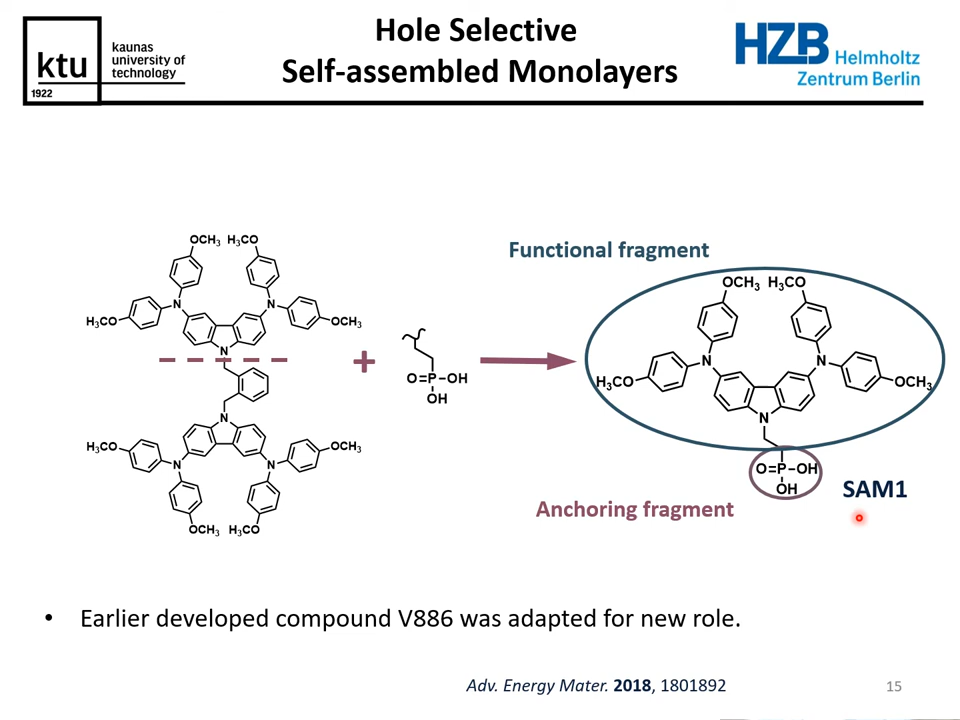 ktu
1922
kaunas
university of
technology
Hole Selective
Self-assembled Monolayers
HZB Helmholtz
Zentrum Berlin
OCH₃ H₃CO
N N
H₃CO OCH₃
N
N
H₃CO OCH₃
N N
OCH₃ H₃CO
+
O=P-OH
OH
Functional fragment
OCH₃ H₃CO
N N
H₃CO OCH₃
N
O=P-OH
OH
Anchoring fragment
SAM1
• Earlier developed compound V886 was adapted for new role.
Adv. Energy Mater. 2018, 1801892
15